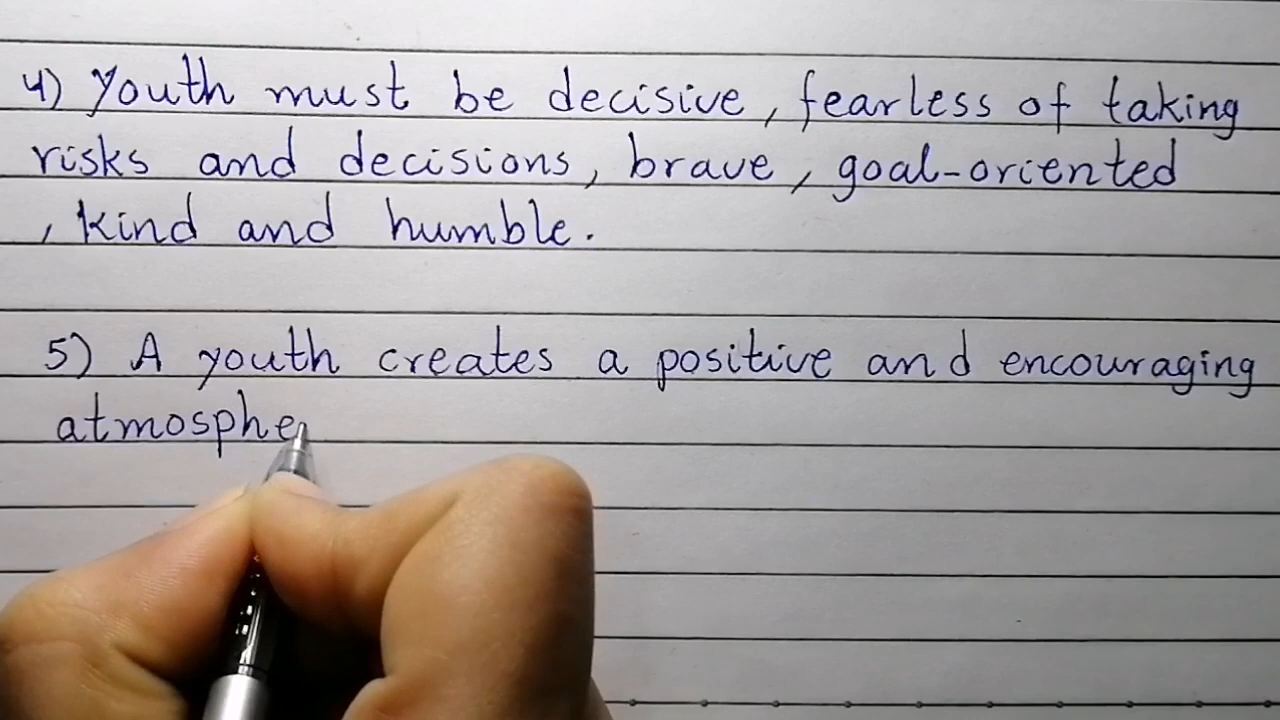 4) Youth must be decisive, fearless of taking
risks and decisions, brave, goal-oriented
, kind and humble.
5) A youth creates a positive and encouraging
atmosphe